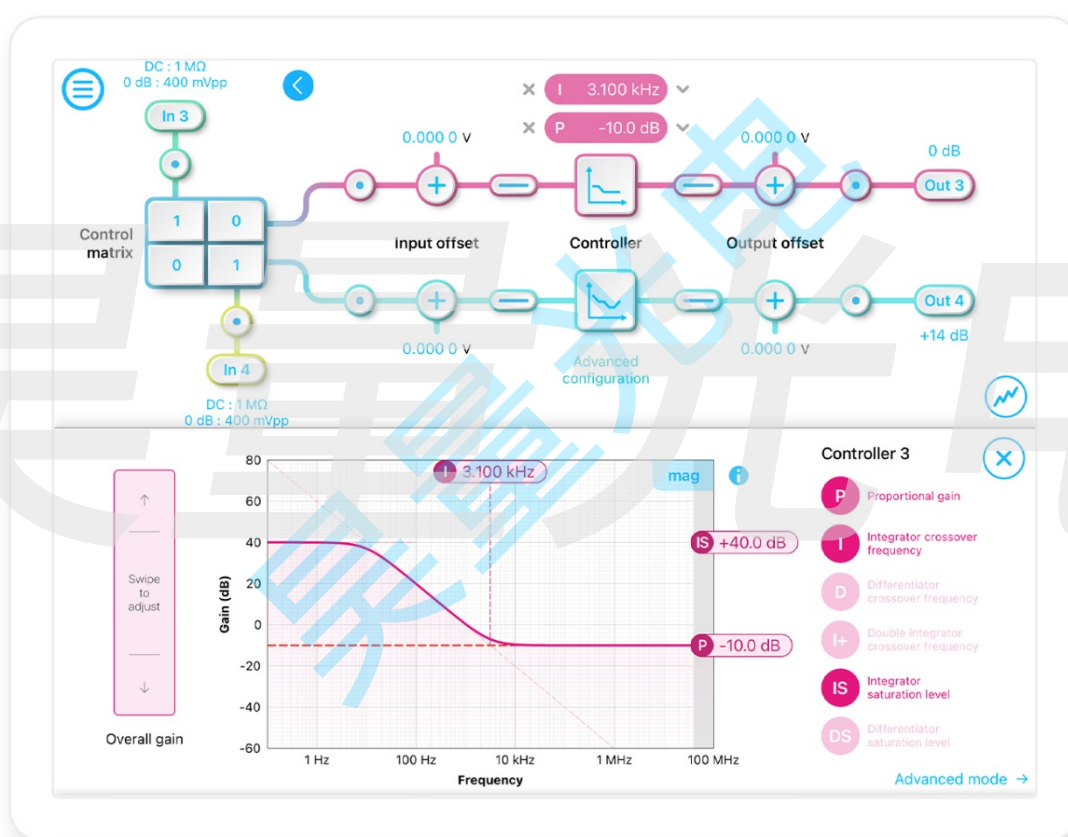 DC : 1 MΩ
0 dB : 400 mVpp
In 3
I 3.100 kHz
P -10.0 dB
0.000 0 V
0.000 0 V
0 dB
Out 3
Control
matrix
1 0
0 1
Input offset
Controller
Output offset
In 4
DC : 1 MΩ
0 dB : 400 mVpp
0.000 0 V
Advanced
configuration
0.000 0 V
Out 4
+14 dB
Swipe
to
adjust
Overall gain
I 3.100 kHz
mag
i
Gain (dB)
80
60
40
20
0
-20
-40
-60
1 Hz
100 Hz
10 kHz
1 MHz
100 MHz
Frequency
IS +40.0 dB
P -10.0 dB
Controller 3
P Proportional gain
I Integrator crossover
frequency
D Differentiator
crossover frequency
I+ Double integrator
crossover frequency
IS Integrator
saturation level
DS Differentiator
saturation level
Advanced mode →
昊量光电